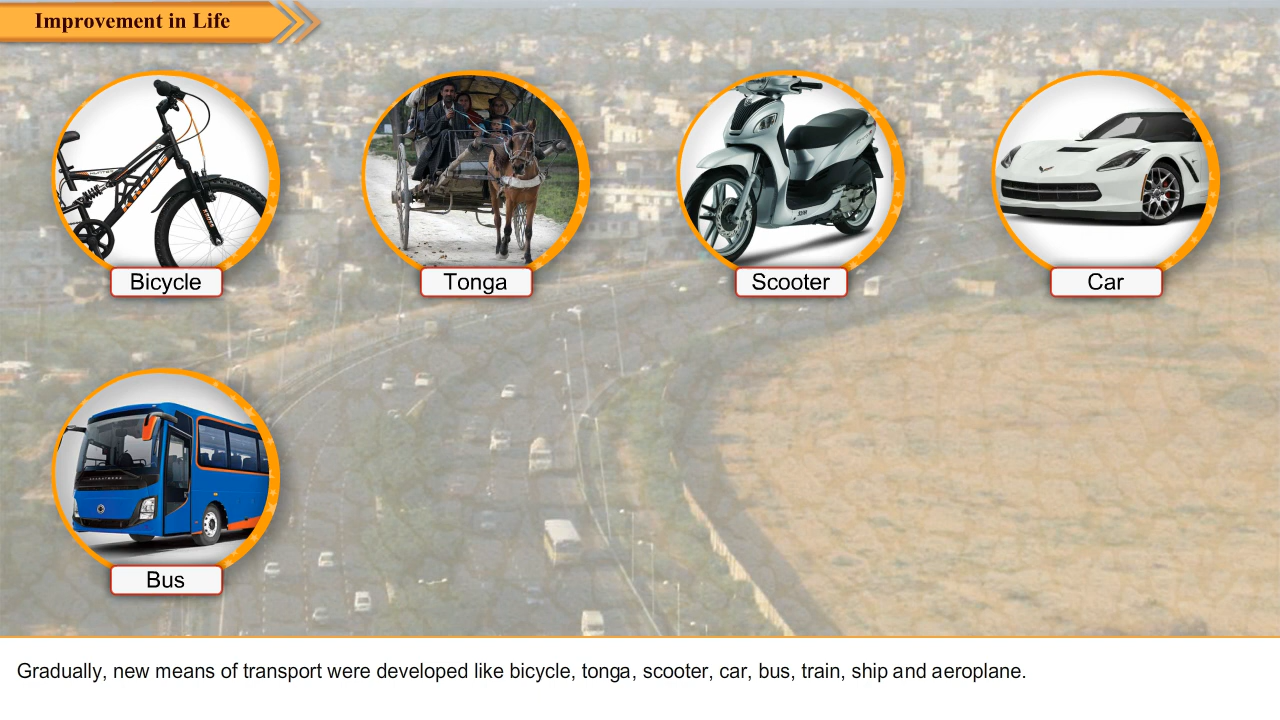 Improvement in Life
KROSS
Bicycle
Tonga
Scooter
Car
Bus
Gradually, new means of transport were developed like bicycle, tonga, scooter, car, bus, train, ship and aeroplane.